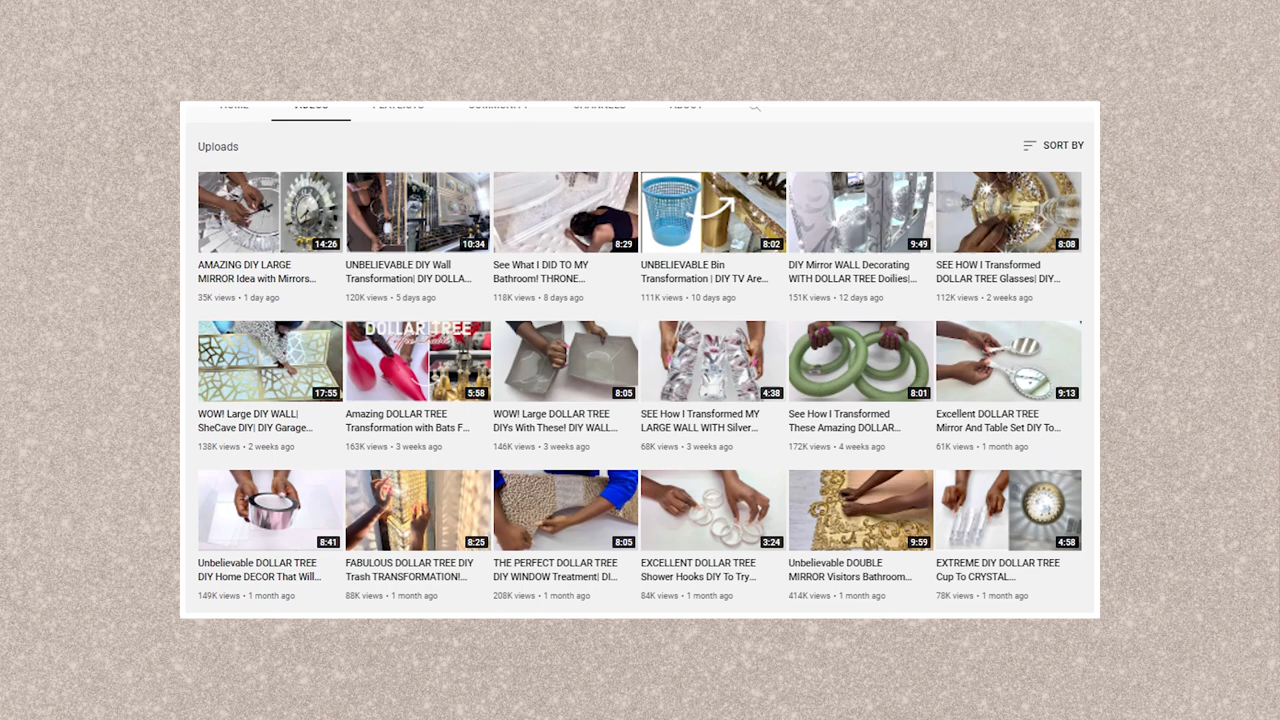 HOME VIDEOS PLAYLISTS COMMUNITY CHANNELS ABOUT
Uploads
SORT BY
14:26
10:34
8:29
8:02
9:49
8:08
AMAZING DIY LARGE
MIRROR Idea with Mirrors...
35K views • 1 day ago
UNBELIEVABLE DIY Wall
Transformation| DIY DOLLA...
120K views • 5 days ago
See What I DID TO MY
Bathroom! THRONE...
118K views • 8 days ago
UNBELIEVABLE Bin
Transformation | DIY TV Are...
111K views • 10 days ago
DIY Mirror WALL Decorating
WITH DOLLAR TREE Doilies|...
151K views • 12 days ago
SEE HOW I Transformed
DOLLAR TREE Glasses| DIY...
112K views • 2 weeks ago
17:55
DOLLAR TREE
5:58
8:05
4:38
8:01
9:13
WOW! Large DIY WALL|
SheCave DIY| DIY Garage...
138K views • 2 weeks ago
Amazing DOLLAR TREE
Transformation with Bats F...
163K views • 3 weeks ago
WOW! Large DOLLAR TREE
DIYs With These! DIY WALL...
146K views • 3 weeks ago
SEE How I Transformed MY
LARGE WALL WITH Silver...
68K views • 3 weeks ago
See How I Transformed
These Amazing DOLLAR...
172K views • 4 weeks ago
Excellent DOLLAR TREE
Mirror And Table Set DIY To...
61K views • 1 month ago
8:41
8:25
8:05
3:24
9:59
4:58
Unbelievable DOLLAR TREE
DIY Home DECOR That Will...
149K views • 1 month ago
FABULOUS DOLLAR TREE DIY
Trash TRANSFORMATION!...
88K views • 1 month ago
THE PERFECT DOLLAR TREE
DIY WINDOW Treatment| DI...
208K views • 1 month ago
EXCELLENT DOLLAR TREE
Shower Hooks DIY To Try...
84K views • 1 month ago
Unbelievable DOUBLE
MIRROR Visitors Bathroom...
414K views • 1 month ago
EXTREME DIY DOLLAR TREE
Cup To CRYSTAL...
78K views • 1 month ago